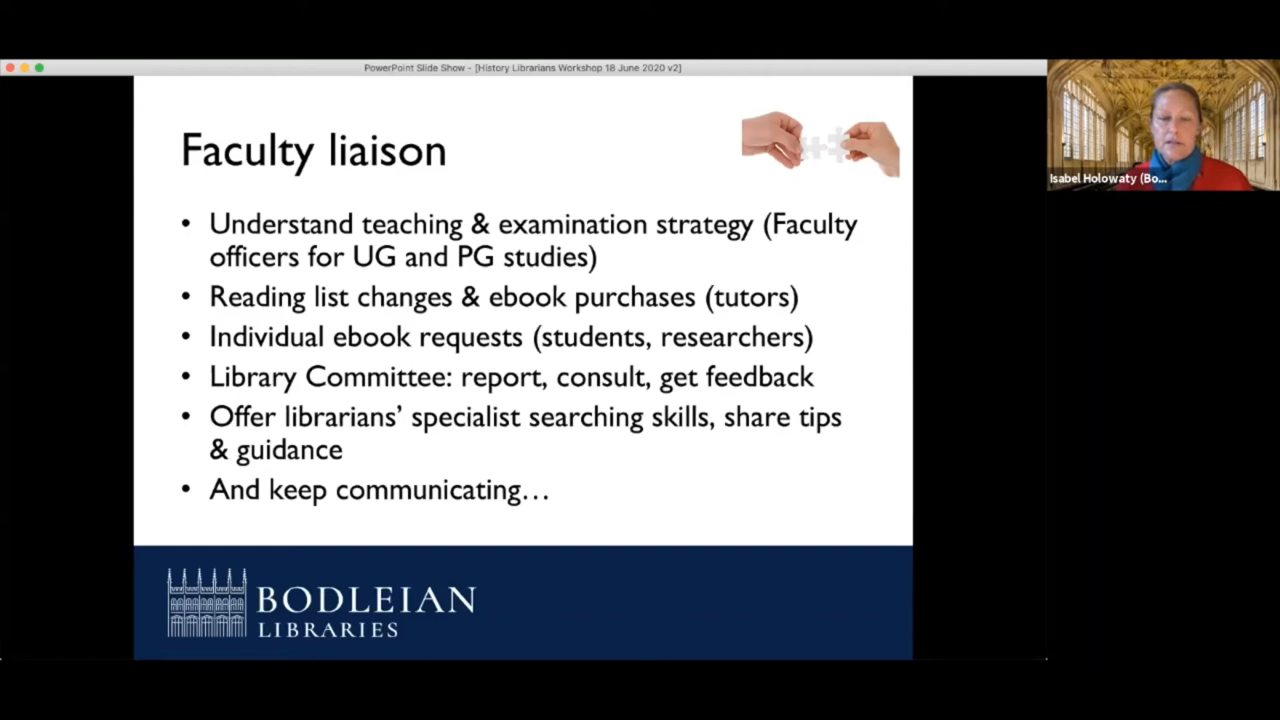 PowerPoint Slide Show - [History Librarians Workshop 18 June 2020 v2]
Faculty liaison
• Understand teaching & examination strategy (Faculty
officers for UG and PG studies)
• Reading list changes & ebook purchases (tutors)
• Individual ebook requests (students, researchers)
• Library Committee: report, consult, get feedback
• Offer librarians’ specialist searching skills, share tips
& guidance
• And keep communicating…
BODLEIAN
LIBRARIES
Isabel Holowaty (Bo...